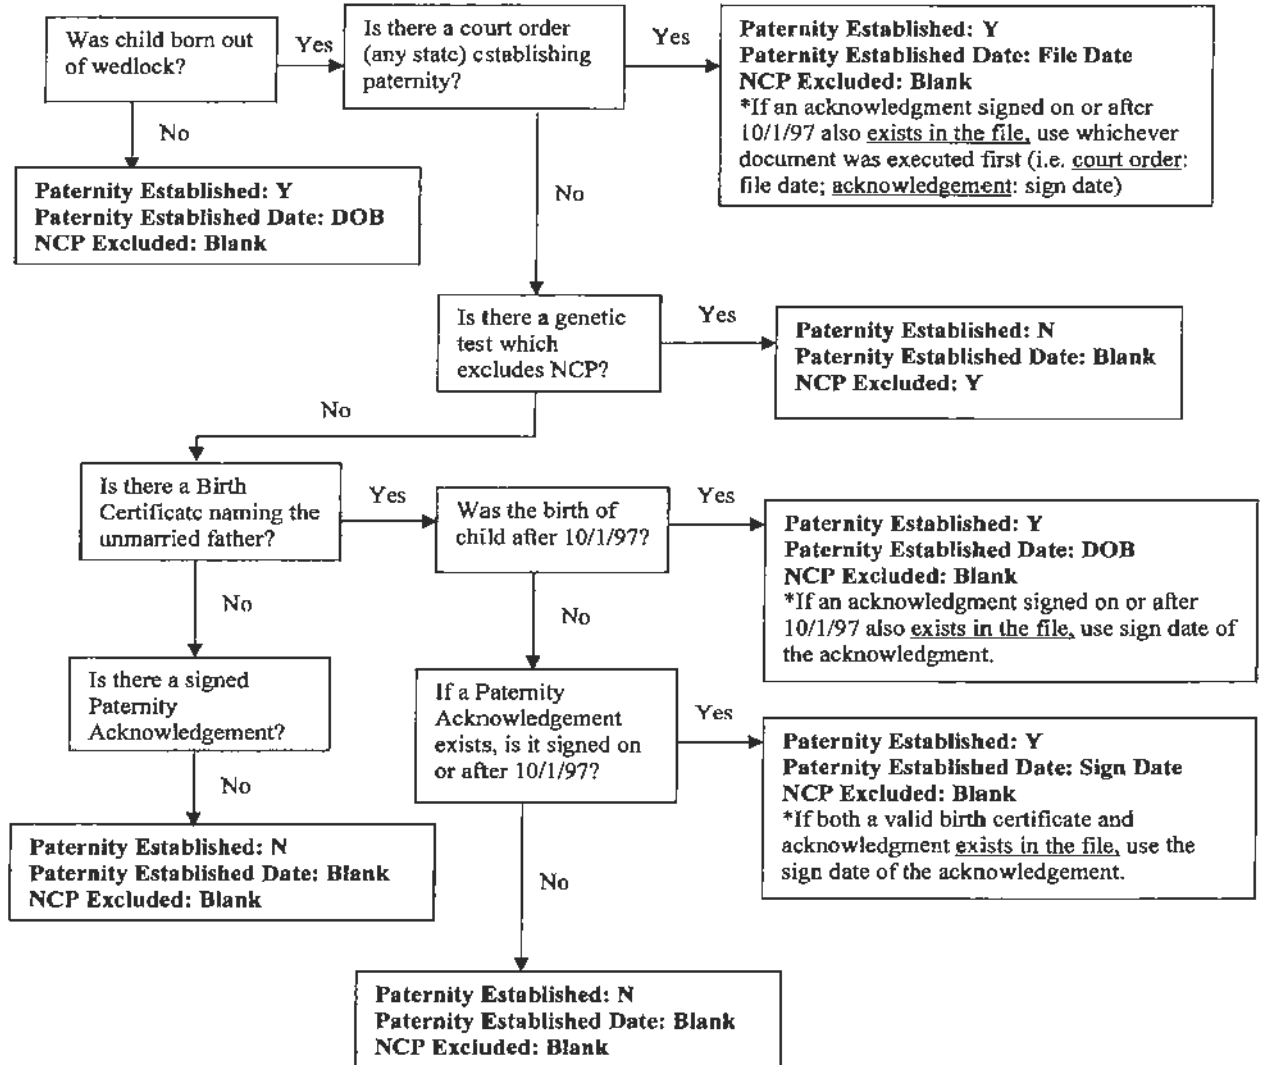 Was child born out
of wedlock?
Yes
Is there a court order
(any state) establishing
paternity?
Yes
Paternity Established: Y
Paternity Established Date: File Date
NCP Excluded: Blank
*If an acknowledgment signed on or after
10/1/97 also exists in the file, use whichever
document was executed first (i.e. court order:
file date; acknowledgement: sign date)
No
Paternity Established: Y
Paternity Established Date: DOB
NCP Excluded: Blank
No
Is there a genetic
test which
excludes NCP?
Yes
Paternity Established: N
Paternity Established Date: Blank
NCP Excluded: Y
No
Is there a Birth
Certificate naming the
unmarried father?
Yes
Was the birth of
child after 10/1/97?
Yes
Paternity Established: Y
Paternity Established Date: DOB
NCP Excluded: Blank
*If an acknowledgment signed on or after
10/1/97 also exists in the file, use sign date of
the acknowledgment.
No
No
Is there a signed
Paternity
Acknowledgement?
If a Paternity
Acknowledgement
exists, is it signed on
or after 10/1/97?
Yes
Paternity Established: Y
Paternity Established Date: Sign Date
NCP Excluded: Blank
*If both a valid birth certificate and
acknowledgment exists in the file, use the
sign date of the acknowledgement.
No
Paternity Established: N
Paternity Established Date: Blank
NCP Excluded: Blank
No
Paternity Established: N
Paternity Established Date: Blank
NCP Excluded: Blank